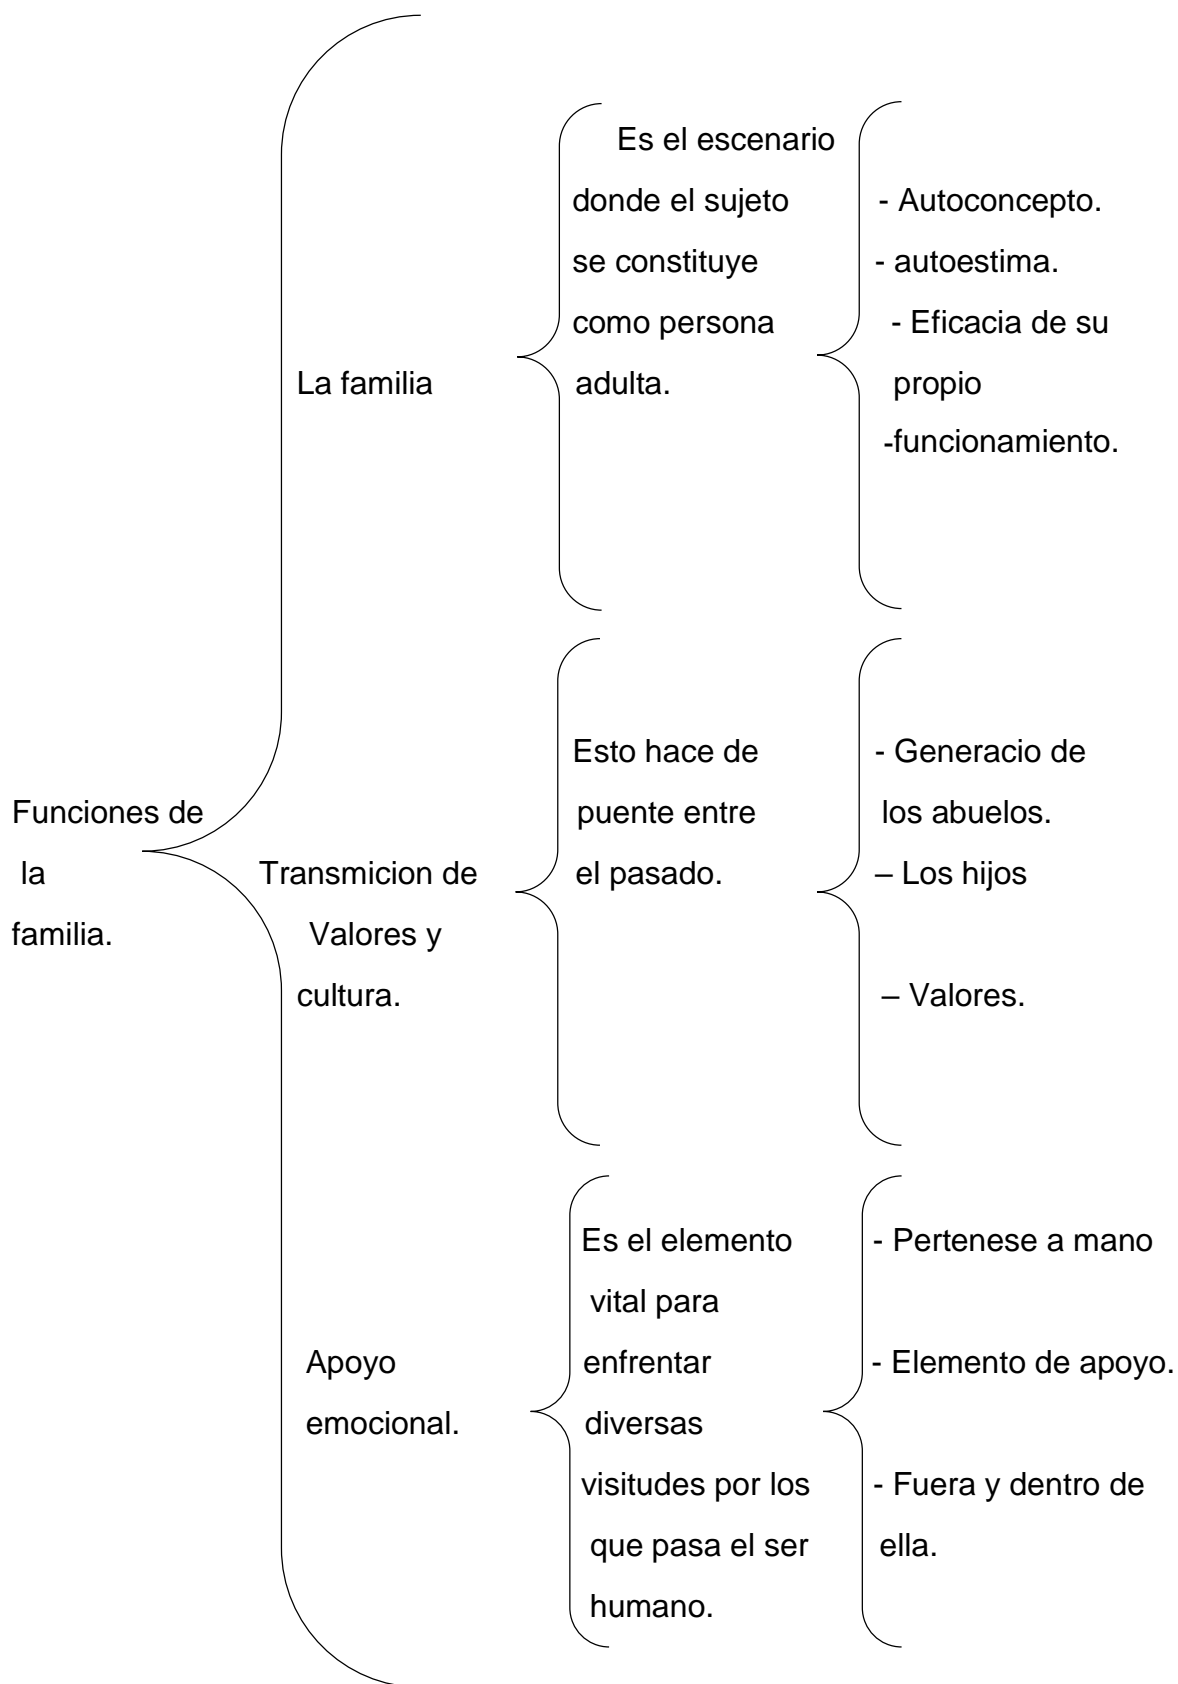 Funciones de
la
familia.
La familia
Es el escenario
donde el sujeto
se constituye
como persona
adulta.
- Autoconcepto.
- autoestima.
- Eficacia de su
propio
-funcionamiento.
Transmicion de
Valores y
cultura.
Esto hace de
puente entre
el pasado.
- Generacio de
los abuelos.
– Los hijos
– Valores.
Apoyo
emocional.
Es el elemento
vital para
enfrentar
diversas
visitudes por los
que pasa el ser
humano.
- Pertenese a mano
- Elemento de apoyo.
- Fuera y dentro de
ella.